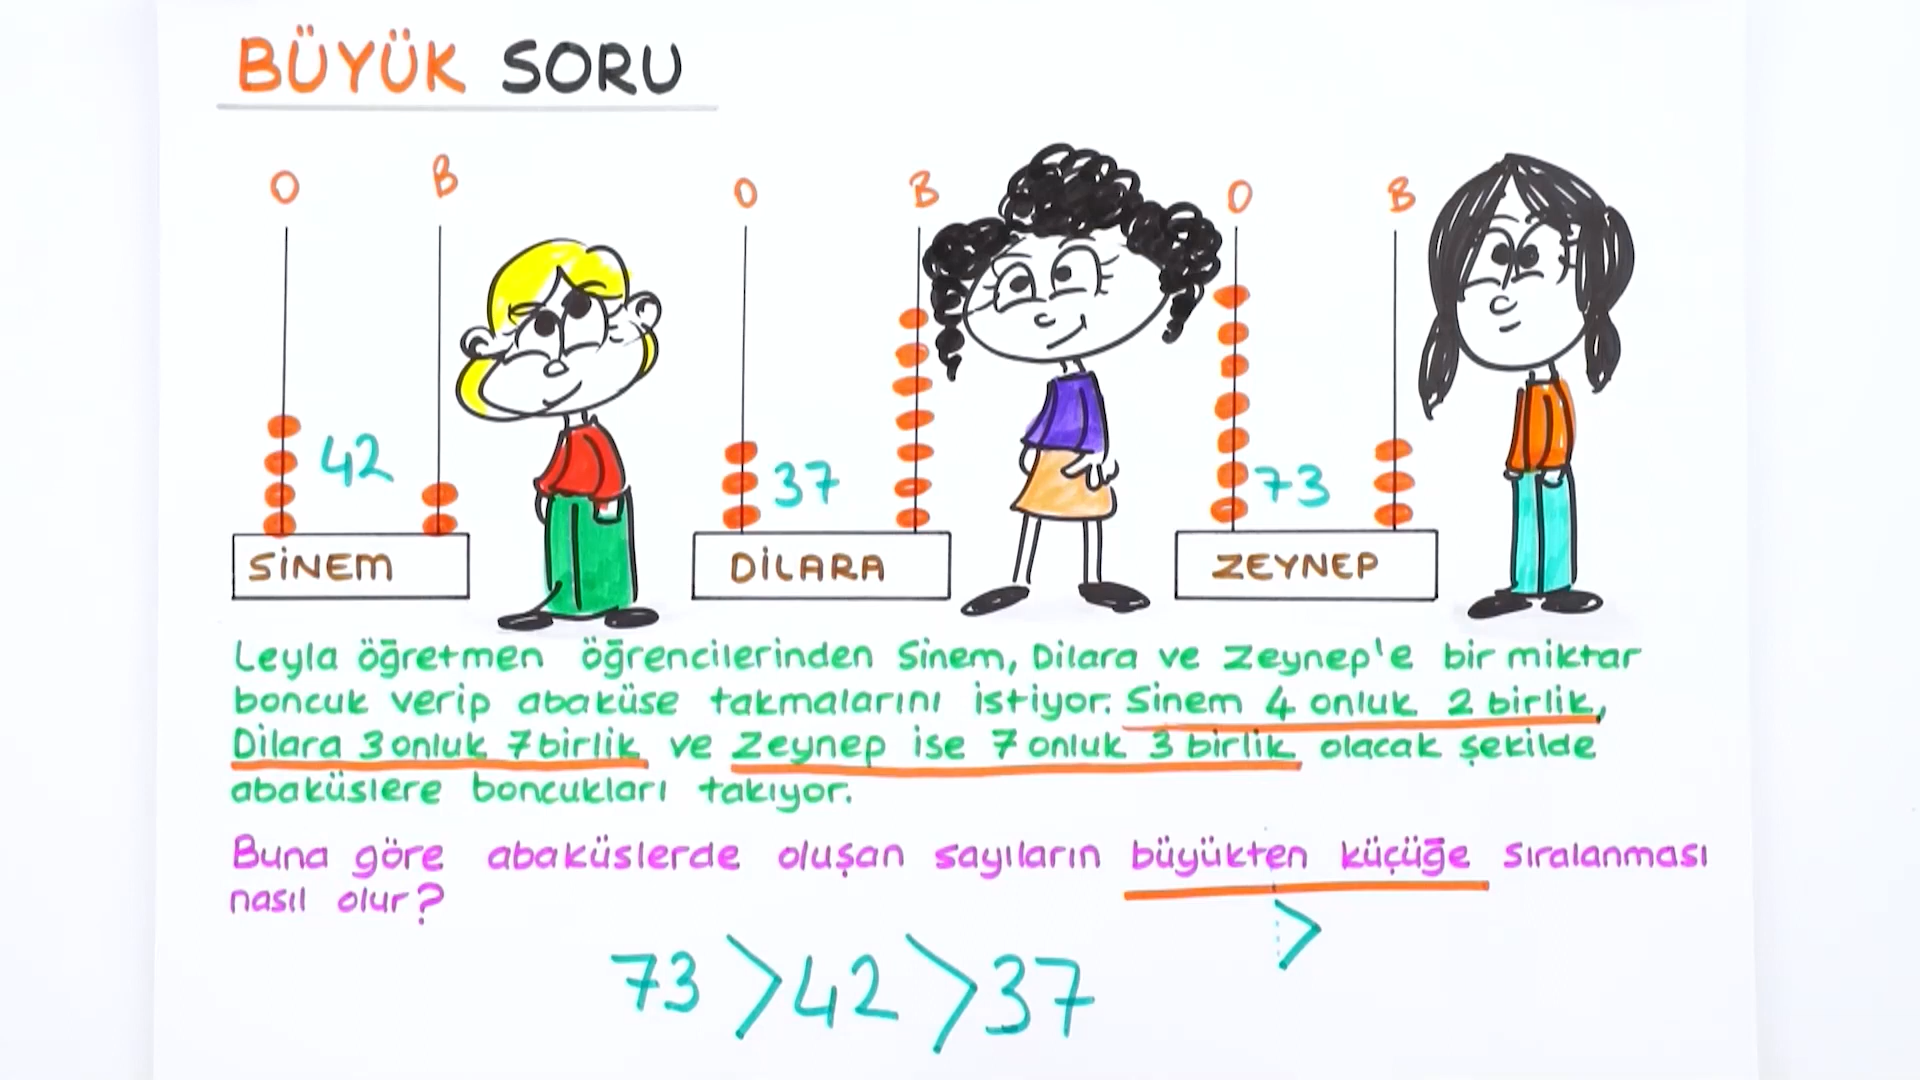 BÜYÜK SORU
O B O B O B
42 37 73
SİNEM DİLARA ZEYNEP
Leyla öğretmen öğrencilerinden Sinem, Dilara ve Zeynep'e bir miktar
boncuk verip abaküse takmalarını istiyor. Sinem 4 onluk 2 birlik,
Dilara 3 onluk 7 birlik ve Zeynep ise 7 onluk 3 birlik olacak şekilde
abaküslere boncukları takıyor.
Buna göre abaküslerde oluşan sayıların büyükten küçüğe sıralanması
nasıl olur?
>
73 > 42 > 37